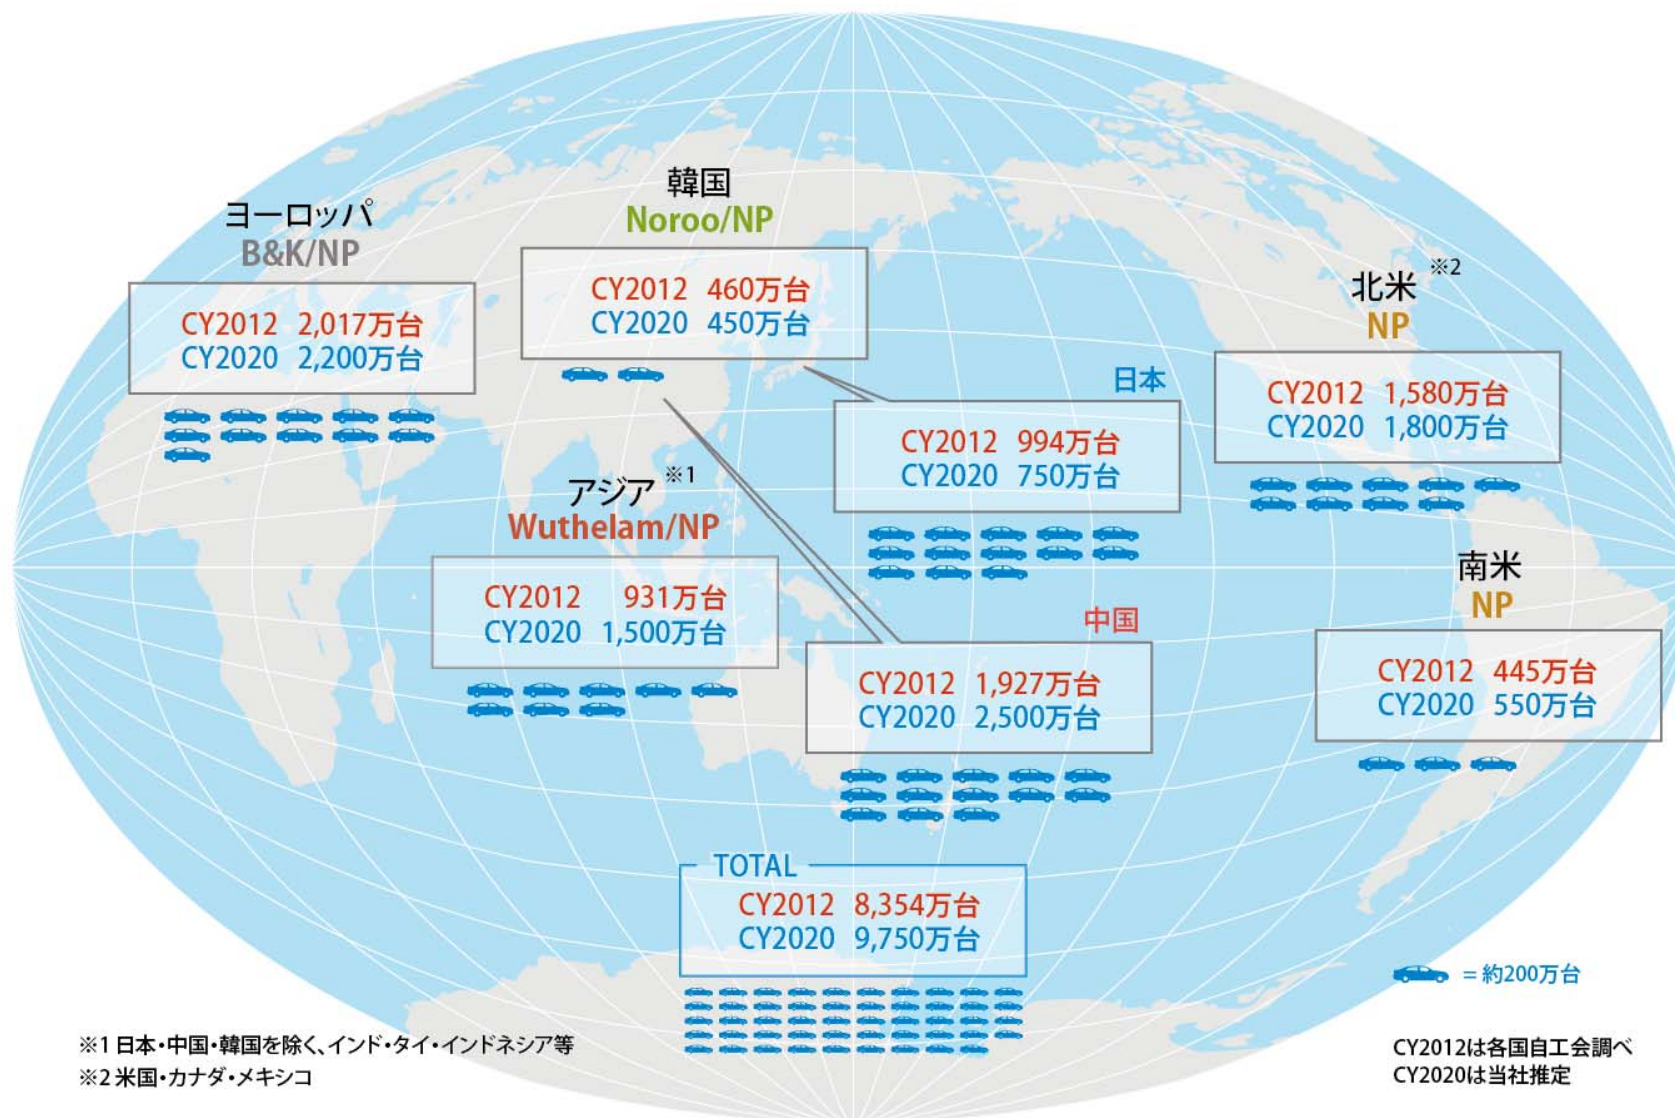 韓国
Noroo/NP
CY2012 460万台
CY2020 450万台
ヨーロッパ
B&K/NP
CY2012 2,017万台
CY2020 2,200万台
北米 ※2
NP
CY2012 1,580万台
CY2020 1,800万台
日本
CY2012 994万台
CY2020 750万台
アジア ※1
Wuthelam/NP
CY2012 931万台
CY2020 1,500万台
南米
NP
CY2012 445万台
CY2020 550万台
中国
CY2012 1,927万台
CY2020 2,500万台
TOTAL
CY2012 8,354万台
CY2020 9,750万台
= 約200万台
※1 日本・中国・韓国を除く、インド・タイ・インドネシア等
※2 米国・カナダ・メキシコ
CY2012は各国自工会調べ
CY2020は当社推定